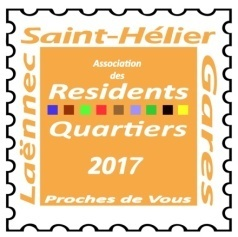 Saint-Hélier
Laënnec
Gares
Association
des
Residents
Quartiers
2017
Proches de Vous